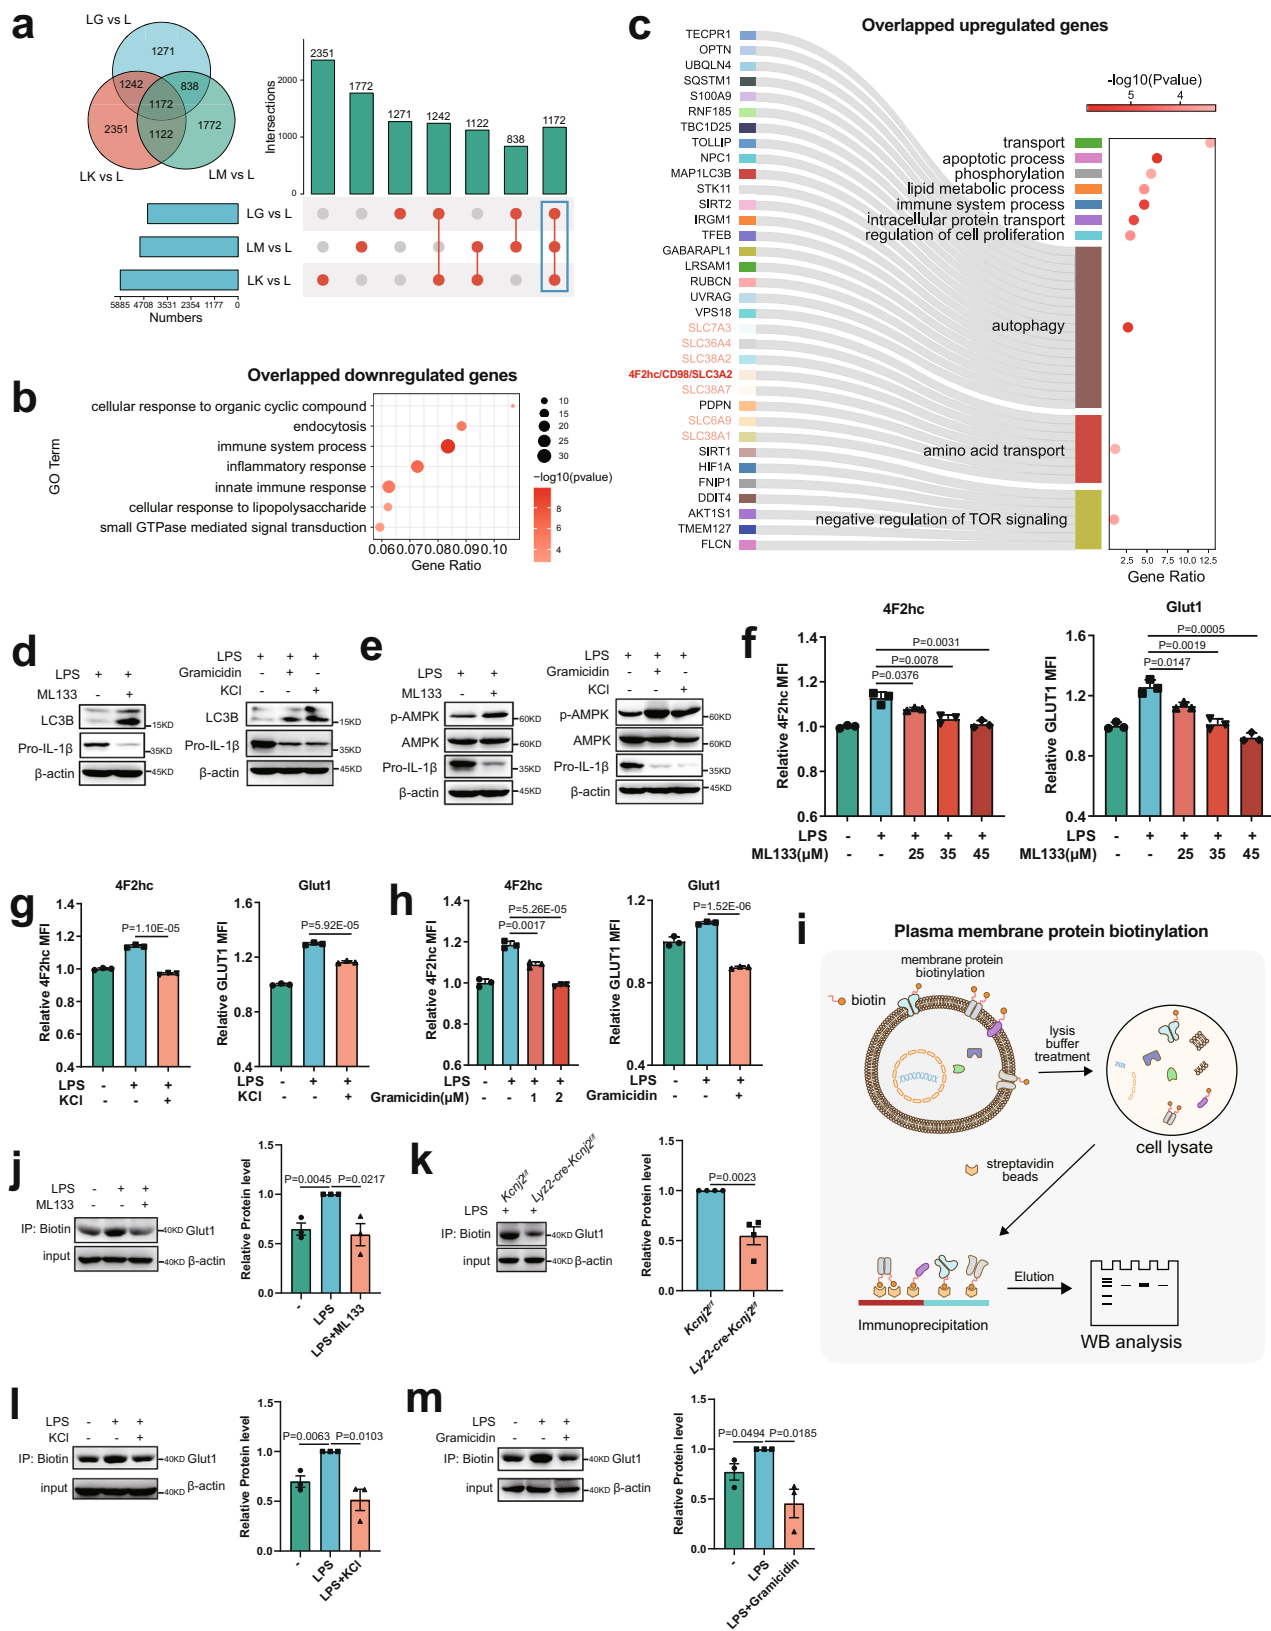 a
LG vs L
1271
1242
838
1172
2351
1122
1772
LK vs L
LM vs L
Intersections
2000
1000
0
2351
1772
1271
1242
1122
838
1172
LG vs L
LM vs L
LK vs L
5885 4708 3531 2354 1177 0
Numbers
b
Overlapped downregulated genes
GO Term
cellular response to organic cyclic compound
endocytosis
immune system process
inflammatory response
innate immune response
cellular response to lipopolysaccharide
small GTPase mediated signal transduction
0.06 0.07 0.08 0.09 0.10
Gene Ratio
10
15
20
25
30
−log10(pvalue)
8
6
4
c
Overlapped upregulated genes
TECPR1
OPTN
UBQLN4
SQSTM1
S100A9
RNF185
TBC1D25
TOLLIP
NPC1
MAP1LC3B
STK11
SIRT2
IRGM1
TFEB
GABARAPL1
LRSAM1
RUBCN
UVRAG
VPS18
SLC7A3
SLC36A4
SLC38A2
4F2hc/CD98/SLC3A2
SLC38A7
PDPN
SLC6A9
SLC38A1
SIRT1
HIF1A
FNIP1
DDIT4
AKT1S1
TMEM127
FLCN
-log10(Pvalue)
5 4
transport
apoptotic process
phosphorylation
lipid metabolic process
immune system process
intracellular protein transport
regulation of cell proliferation
autophagy
amino acid transport
negative regulation of TOR signaling
2.5 5.0 7.5 10.0 12.5
Gene Ratio
d
LPS + +
ML133 - +
LC3B
15KD
Pro-IL-1β
35KD
β-actin
45KD
LPS + + +
Gramicidin - + -
KCl - - +
LC3B
15KD
Pro-IL-1β
35KD
β-actin
45KD
e
LPS + +
ML133 - +
p-AMPK
60KD
AMPK
60KD
Pro-IL-1β
35KD
β-actin
45KD
LPS + + +
Gramicidin - + -
KCl - - +
p-AMPK
60KD
AMPK
60KD
Pro-IL-1β
35KD
β-actin
45KD
f
4F2hc
Relative 4F2hc MFI
1.4
1.2
1.0
0.8
0.6
P=0.0031
P=0.0078
P=0.0376
LPS - + + + +
ML133(μM) - - 25 35 45
Glut1
Relative GLUT1 MFI
1.6
1.2
0.8
0.4
P=0.0005
P=0.0019
P=0.0147
LPS - + + + +
ML133(μM) - - 25 35 45
g
4F2hc
Relative 4F2hc MFI
1.4
1.2
1.0
0.8
0.6
0.4
P=1.10E-05
LPS - + +
KCl - - +
Glut1
Relative GLUT1 MFI
1.6
1.2
0.8
0.4
P=5.92E-05
LPS - + +
KCl - - +
h
4F2hc
Relative 4F2hc MFI
1.4
1.2
1.0
0.8
0.6
P=5.26E-05
P=0.0017
LPS - + + +
Gramicidin(μM) - - 1 2
Glut1
Relative GLUT1 MFI
1.2
1.0
0.8
0.6
0.4
P=1.52E-06
LPS - + +
Gramicidin - - +
i
Plasma membrane protein biotinylation
membrane protein
biotinylation
biotin
lysis
buffer
treatment
cell lysate
streptavidin
beads
Elution
Immunoprecipitation
WB analysis
j
LPS - + +
ML133 - - +
IP: Biotin
40KD Glut1
input
40KD β-actin
Relative Protein level
1.5
1.0
0.5
0.0
P=0.0045 P=0.0217
-
LPS
LPS+ML133
k
Kcnj2f/f
Lyz2-cre-Kcnj2f/f
LPS + +
IP: Biotin
40KD Glut1
input
40KD β-actin
Relative Protein level
1.5
1.0
0.5
0.0
P=0.0023
Kcnj2f/f
Lyz2-cre-Kcnj2f/f
l
LPS - + +
KCl - - +
IP: Biotin
40KD Glut1
input
40KD β-actin
Relative Protein level
1.5
1.0
0.5
0.0
P=0.0063 P=0.0103
-
LPS
LPS+KCl
m
LPS - + +
Gramicidin - - +
IP: Biotin
40KD Glut1
input
40KD β-actin
Relative Protein level
1.5
1.0
0.5
0.0
P=0.0494 P=0.0185
-
LPS
LPS+Gramicidin